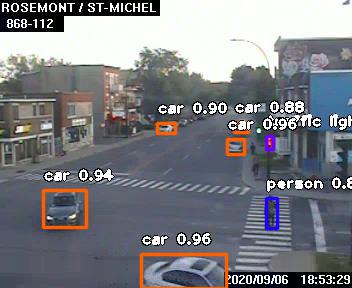 ROSEMONT / ST-MICHEL
868-112
car 0.90
car 0.88
car 0.96
car 0.94
person 0.8
car 0.96
2020/09/06 18:53:29